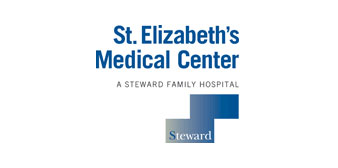 St. Elizabeth's
Medical Center
A STEWARD FAMILY HOSPITAL
Steward